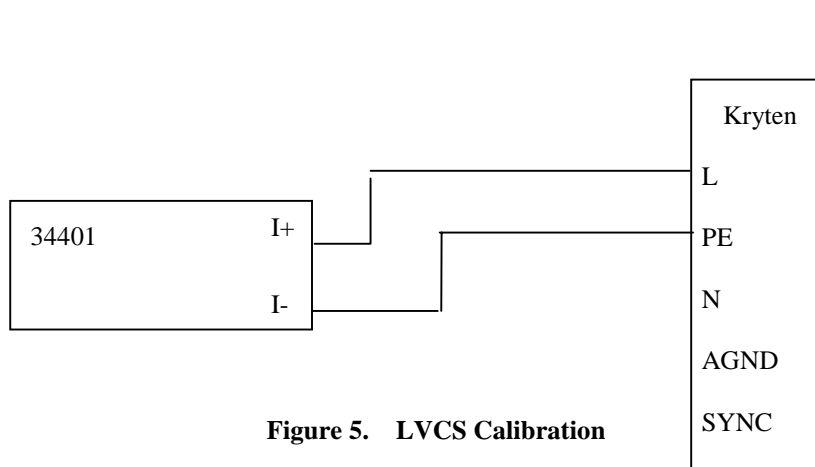 Kryten
L
34401
I+
PE
I-
N
AGND
SYNC
Figure 5. LVCS Calibration